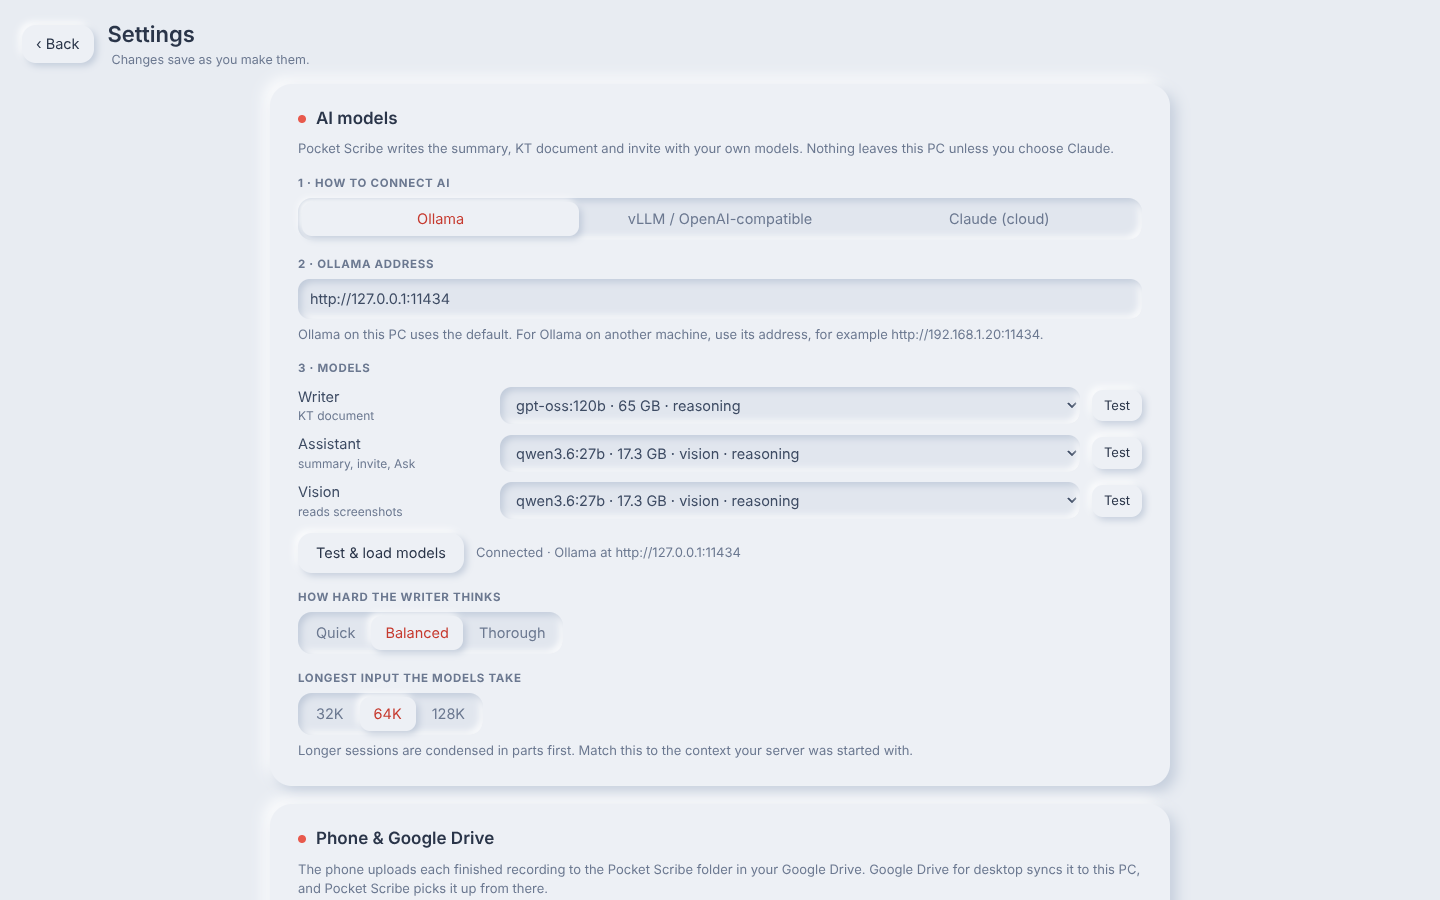 ‹ Back
Settings
Changes save as you make them.
AI models
Pocket Scribe writes the summary, KT document and invite with your own models. Nothing leaves this PC unless you choose Claude.
1 · HOW TO CONNECT AI
Ollama
vLLM / OpenAI-compatible
Claude (cloud)
2 · OLLAMA ADDRESS
http://127.0.0.1:11434
Ollama on this PC uses the default. For Ollama on another machine, use its address, for example http://192.168.1.20:11434.
3 · MODELS
Writer
KT document
gpt-oss:120b · 65 GB · reasoning
Test
Assistant
summary, invite, Ask
qwen3.6:27b · 17.3 GB · vision · reasoning
Test
Vision
reads screenshots
qwen3.6:27b · 17.3 GB · vision · reasoning
Test
Test & load models
Connected · Ollama at http://127.0.0.1:11434
HOW HARD THE WRITER THINKS
Quick
Balanced
Thorough
LONGEST INPUT THE MODELS TAKE
32K
64K
128K
Longer sessions are condensed in parts first. Match this to the context your server was started with.
Phone & Google Drive
The phone uploads each finished recording to the Pocket Scribe folder in your Google Drive. Google Drive for desktop syncs it to this PC,
and Pocket Scribe picks it up from there.